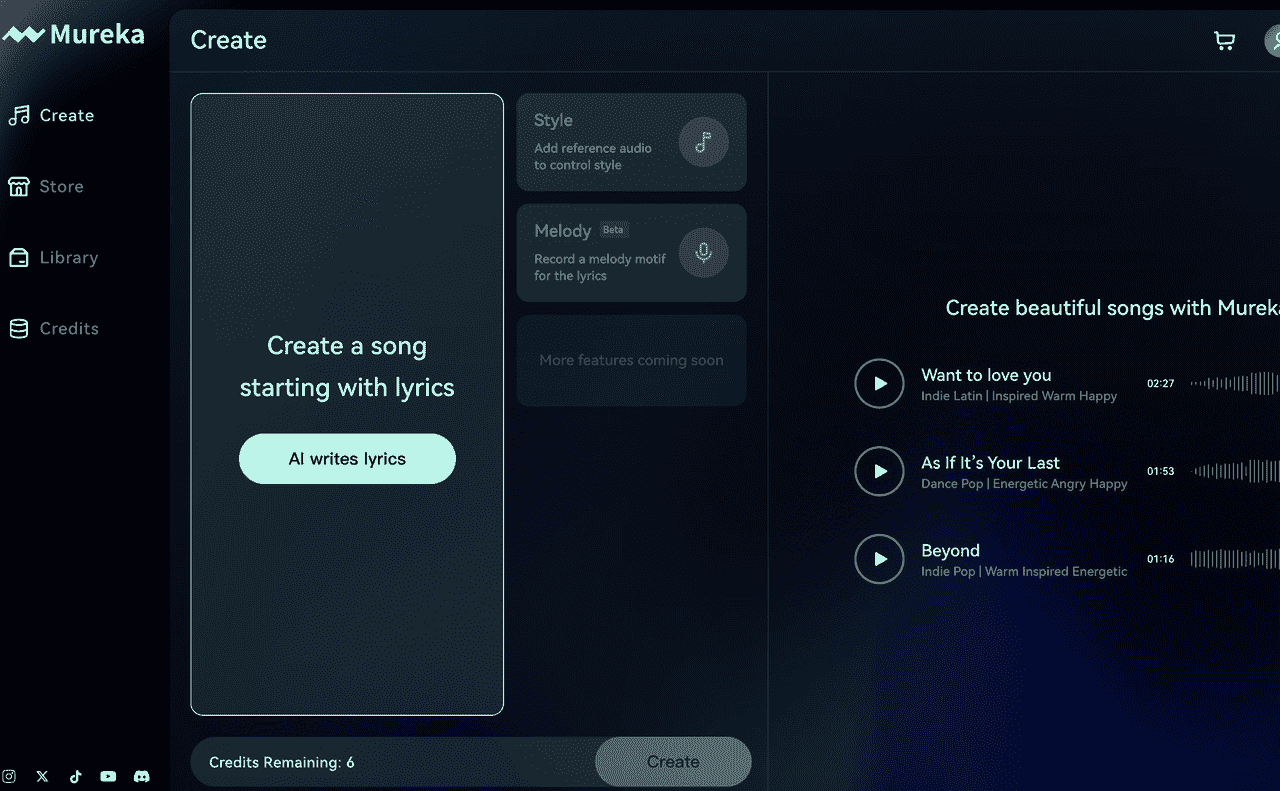 Mureka
Create
Store
Library
Credits
Create
Create a song
starting with lyrics
AI writes lyrics
Style
Add reference audio
to control style
Melody Beta
Record a melody motif
for the lyrics
More features coming soon
Credits Remaining: 6
Create
Create beautiful songs with Mureka
Want to love you
Indie Latin | Inspired Warm Happy
02:27
As If It's Your Last
Dance Pop | Energetic Angry Happy
01:53
Beyond
Indie Pop | Warm Inspired Energetic
01:16